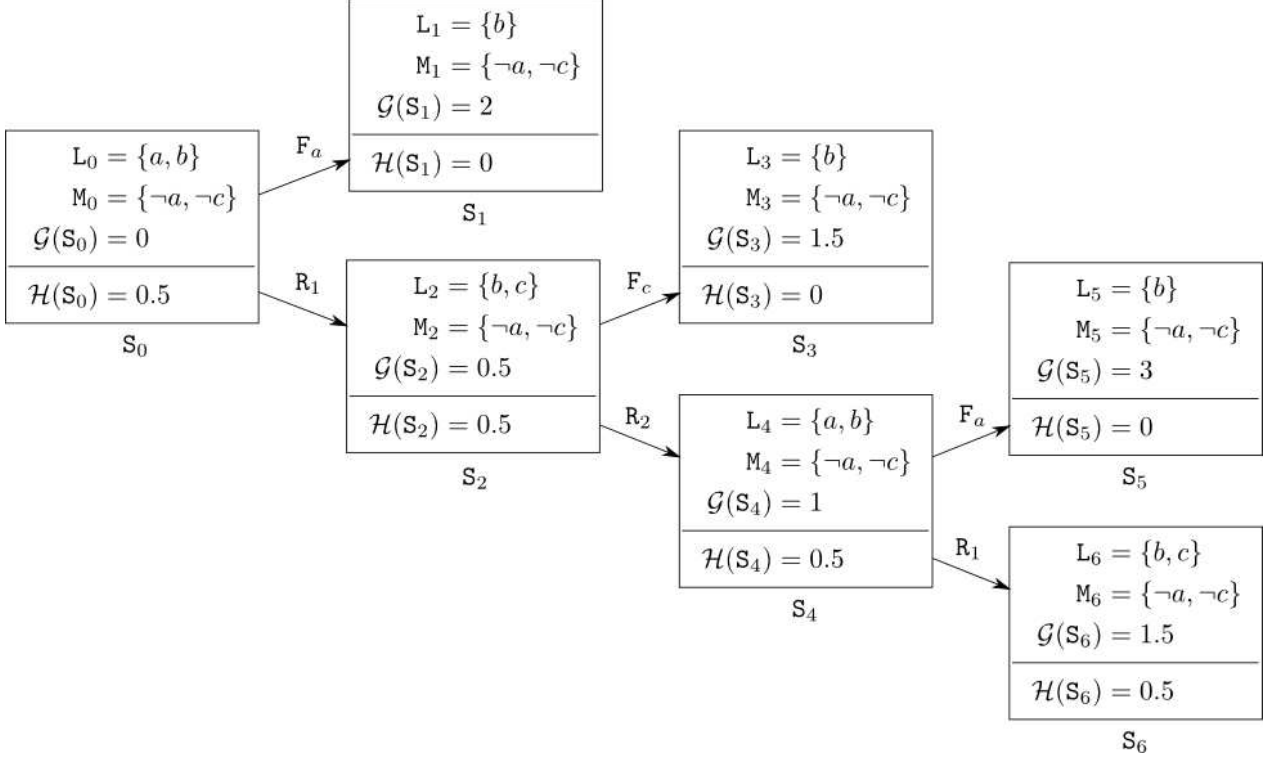 L₀ = {a, b}
M₀ = {¬a, ¬c}
𝒢(S₀) = 0
ℋ(S₀) = 0.5
S₀
Fₐ
R₁
L₁ = {b}
M₁ = {¬a, ¬c}
𝒢(S₁) = 2
ℋ(S₁) = 0
S₁
L₂ = {b, c}
M₂ = {¬a, ¬c}
𝒢(S₂) = 0.5
ℋ(S₂) = 0.5
S₂
F_c
R₂
L₃ = {b}
M₃ = {¬a, ¬c}
𝒢(S₃) = 1.5
ℋ(S₃) = 0
S₃
L₄ = {a, b}
M₄ = {¬a, ¬c}
𝒢(S₄) = 1
ℋ(S₄) = 0.5
S₄
Fₐ
R₁
L₅ = {b}
M₅ = {¬a, ¬c}
𝒢(S₅) = 3
ℋ(S₅) = 0
S₅
L₆ = {b, c}
M₆ = {¬a, ¬c}
𝒢(S₆) = 1.5
ℋ(S₆) = 0.5
S₆